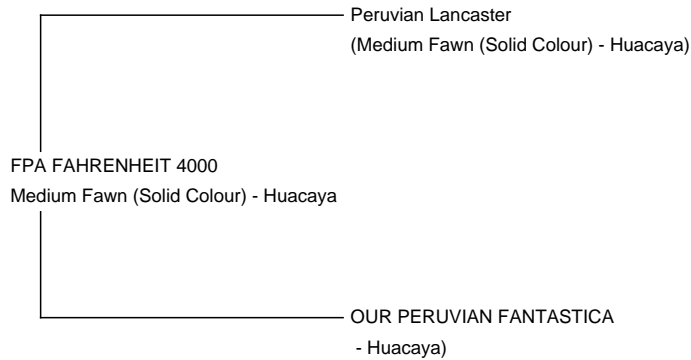 Peruvian Lancaster
(Medium Fawn (Solid Colour) - Huacaya)
FPA FAHRENHEIT 4000
Medium Fawn (Solid Colour) - Huacaya
OUR PERUVIAN FANTASTICA
- Huacaya)